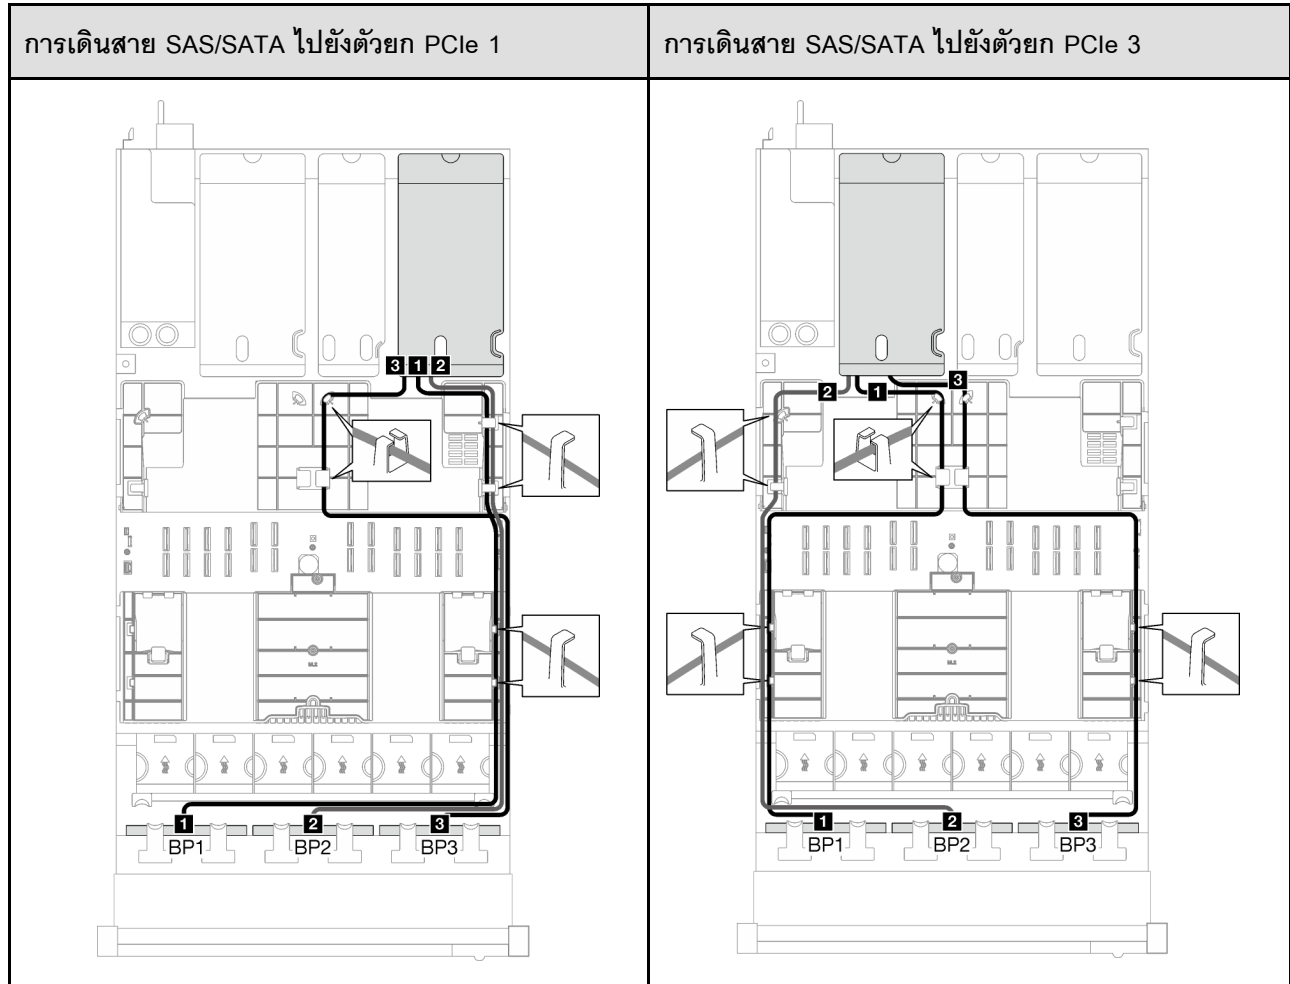 การเดินสาย SAS/SATA ไปยังตัวยก PCIe 1
การเดินสาย SAS/SATA ไปยังตัวยก PCIe 3
3 1 2
1 2 3
BP1 BP2 BP3
2 1 3
1 2 3
BP1 BP2 BP3